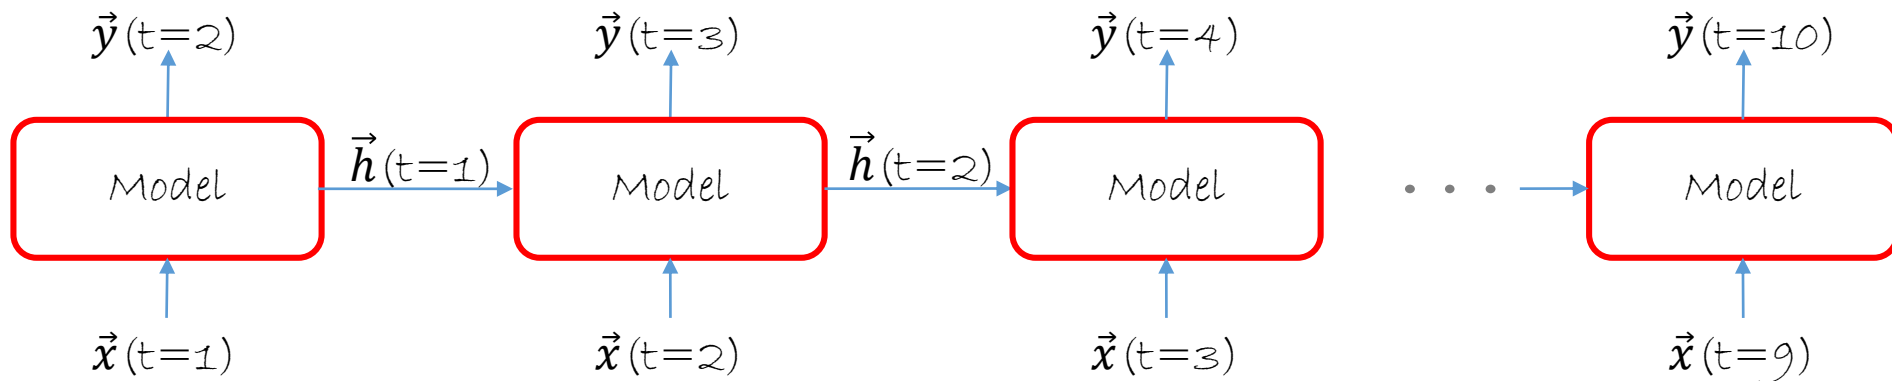 y⃗(t=2) y⃗(t=3) y⃗(t=4) y⃗(t=10)
h⃗(t=1) h⃗(t=2)
Model Model Model . . . Model
x⃗(t=1) x⃗(t=2) x⃗(t=3) x⃗(t=9)